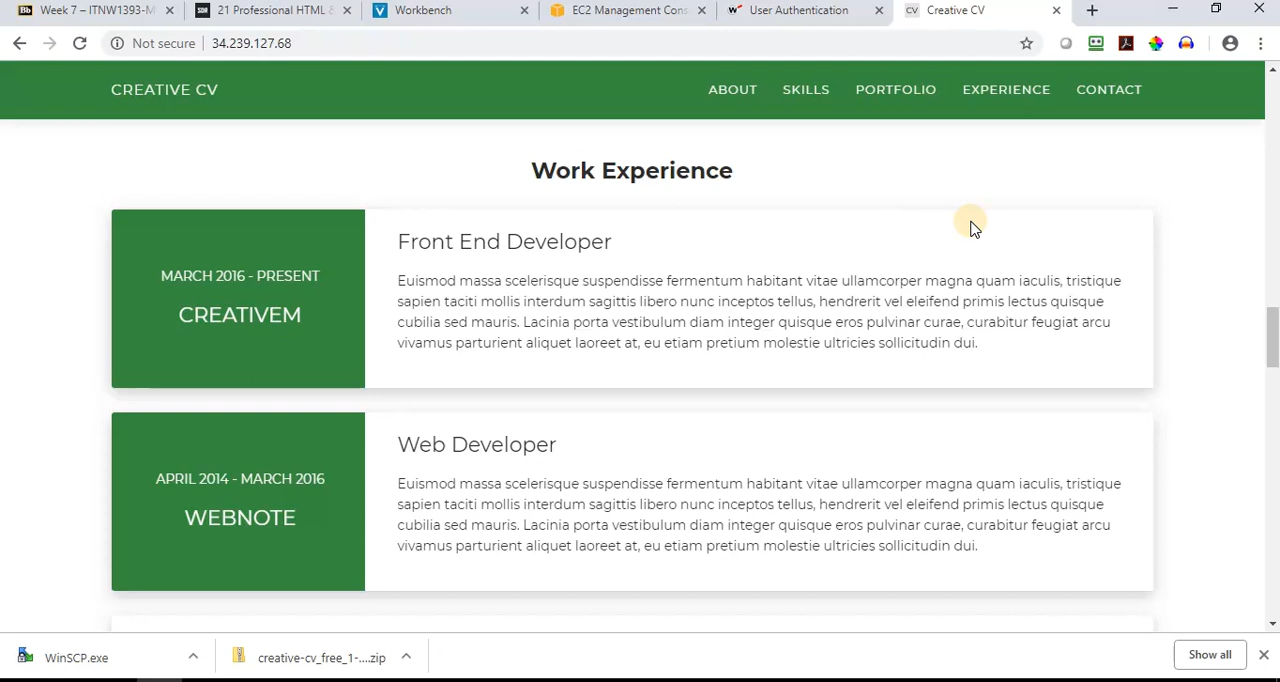 Week 7 – ITNW1393-M
21 Professional HTML &
Workbench
EC2 Management Cons
User Authentication
CV Creative CV
Not secure 34.239.127.68
CREATIVE CV ABOUT SKILLS PORTFOLIO EXPERIENCE CONTACT
Work Experience
MARCH 2016 - PRESENT
CREATIVEM
Front End Developer
Euismod massa scelerisque suspendisse fermentum habitant vitae ullamcorper magna quam iaculis, tristique
sapien taciti mollis interdum sagittis libero nunc inceptos tellus, hendrerit vel eleifend primis lectus quisque
cubilia sed mauris. Lacinia porta vestibulum diam integer quisque eros pulvinar curae, curabitur feugiat arcu
vivamus parturient aliquet laoreet at, eu etiam pretium molestie ultricies sollicitudin dui.
APRIL 2014 - MARCH 2016
WEBNOTE
Web Developer
Euismod massa scelerisque suspendisse fermentum habitant vitae ullamcorper magna quam iaculis, tristique
sapien taciti mollis interdum sagittis libero nunc inceptos tellus, hendrerit vel eleifend primis lectus quisque
cubilia sed mauris. Lacinia porta vestibulum diam integer quisque eros pulvinar curae, curabitur feugiat arcu
vivamus parturient aliquet laoreet at, eu etiam pretium molestie ultricies sollicitudin dui.
WinSCP.exe
creative-cv_free_1-....zip
Show all